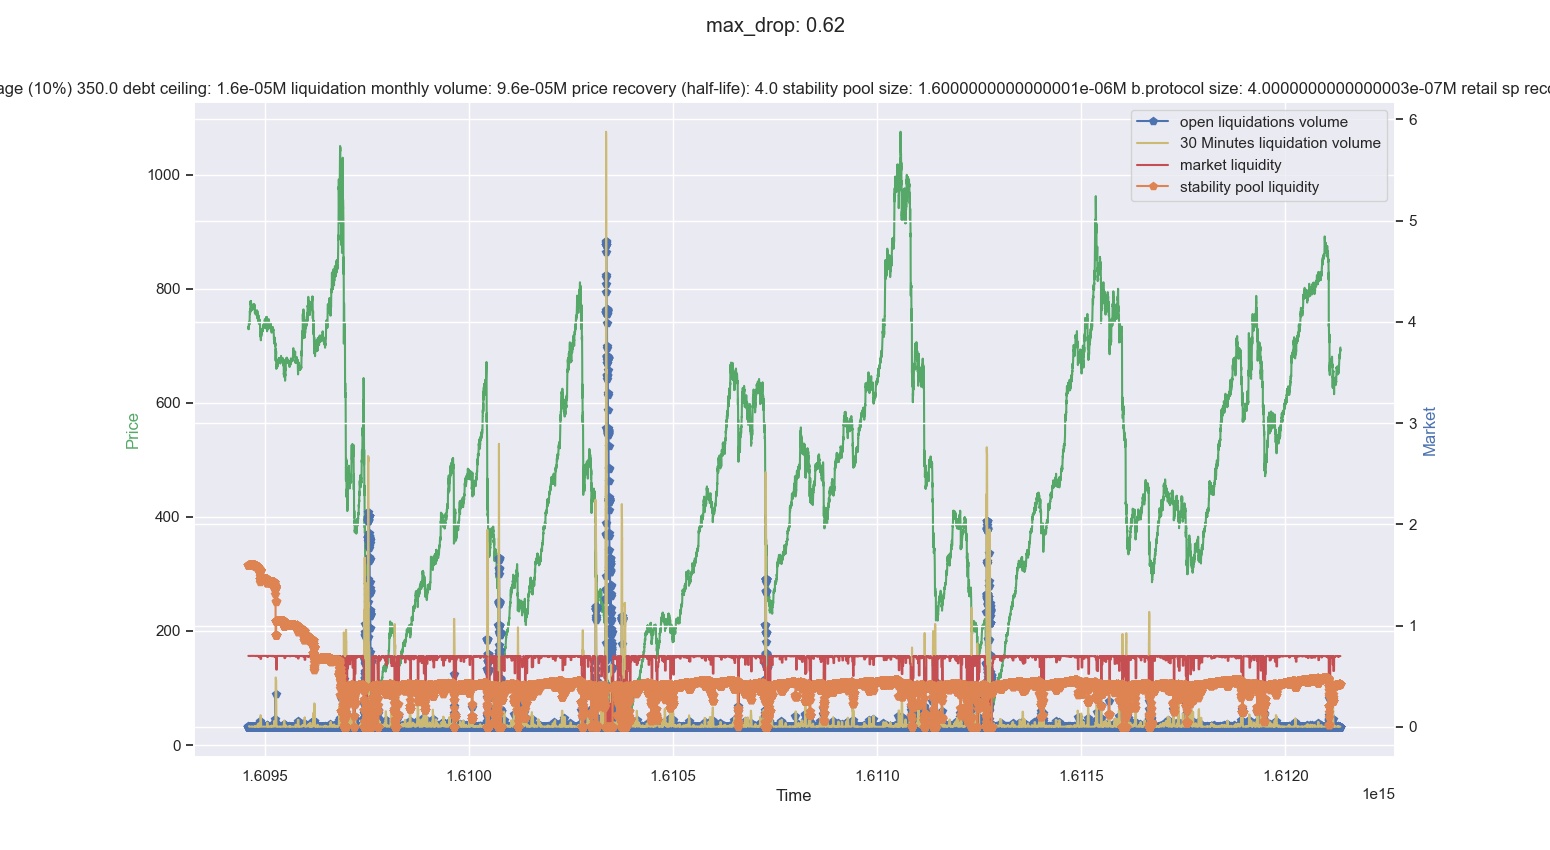 max_drop: 0.62
age (10%) 350.0 debt ceiling: 1.6e-05M liquidation monthly volume: 9.6e-05M price recovery (half-life): 4.0 stability pool size: 1.6000000000000001e-06M b.protocol size: 4.0000000000000003e-07M retail sp reco
open liquidations volume
30 Minutes liquidation volume
market liquidity
stability pool liquidity
1000
800
600
400
200
0
Price
6
5
4
3
2
1
0
Market
1.6095 1.6100 1.6105 1.6110 1.6115 1.6120
1e15
Time